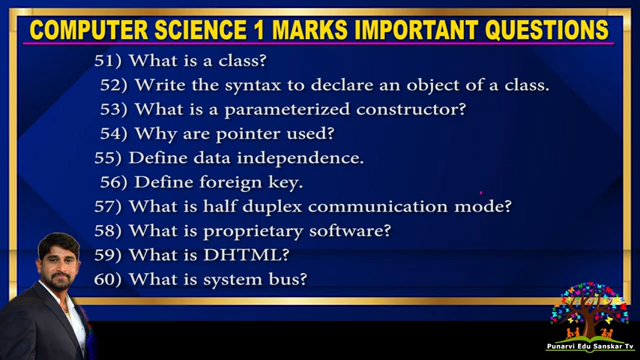 COMPUTER SCIENCE 1 MARKS IMPORTANT QUESTIONS
51) What is a class?
52) Write the syntax to declare an object of a class.
53) What is a parameterized constructor?
54) Why are pointer used?
55) Define data independence.
56) Define foreign key.
57) What is half duplex communication mode?
58) What is proprietary software?
59) What is DHTML?
60) What is system bus?
Punarvi Edu Sanskar Tv